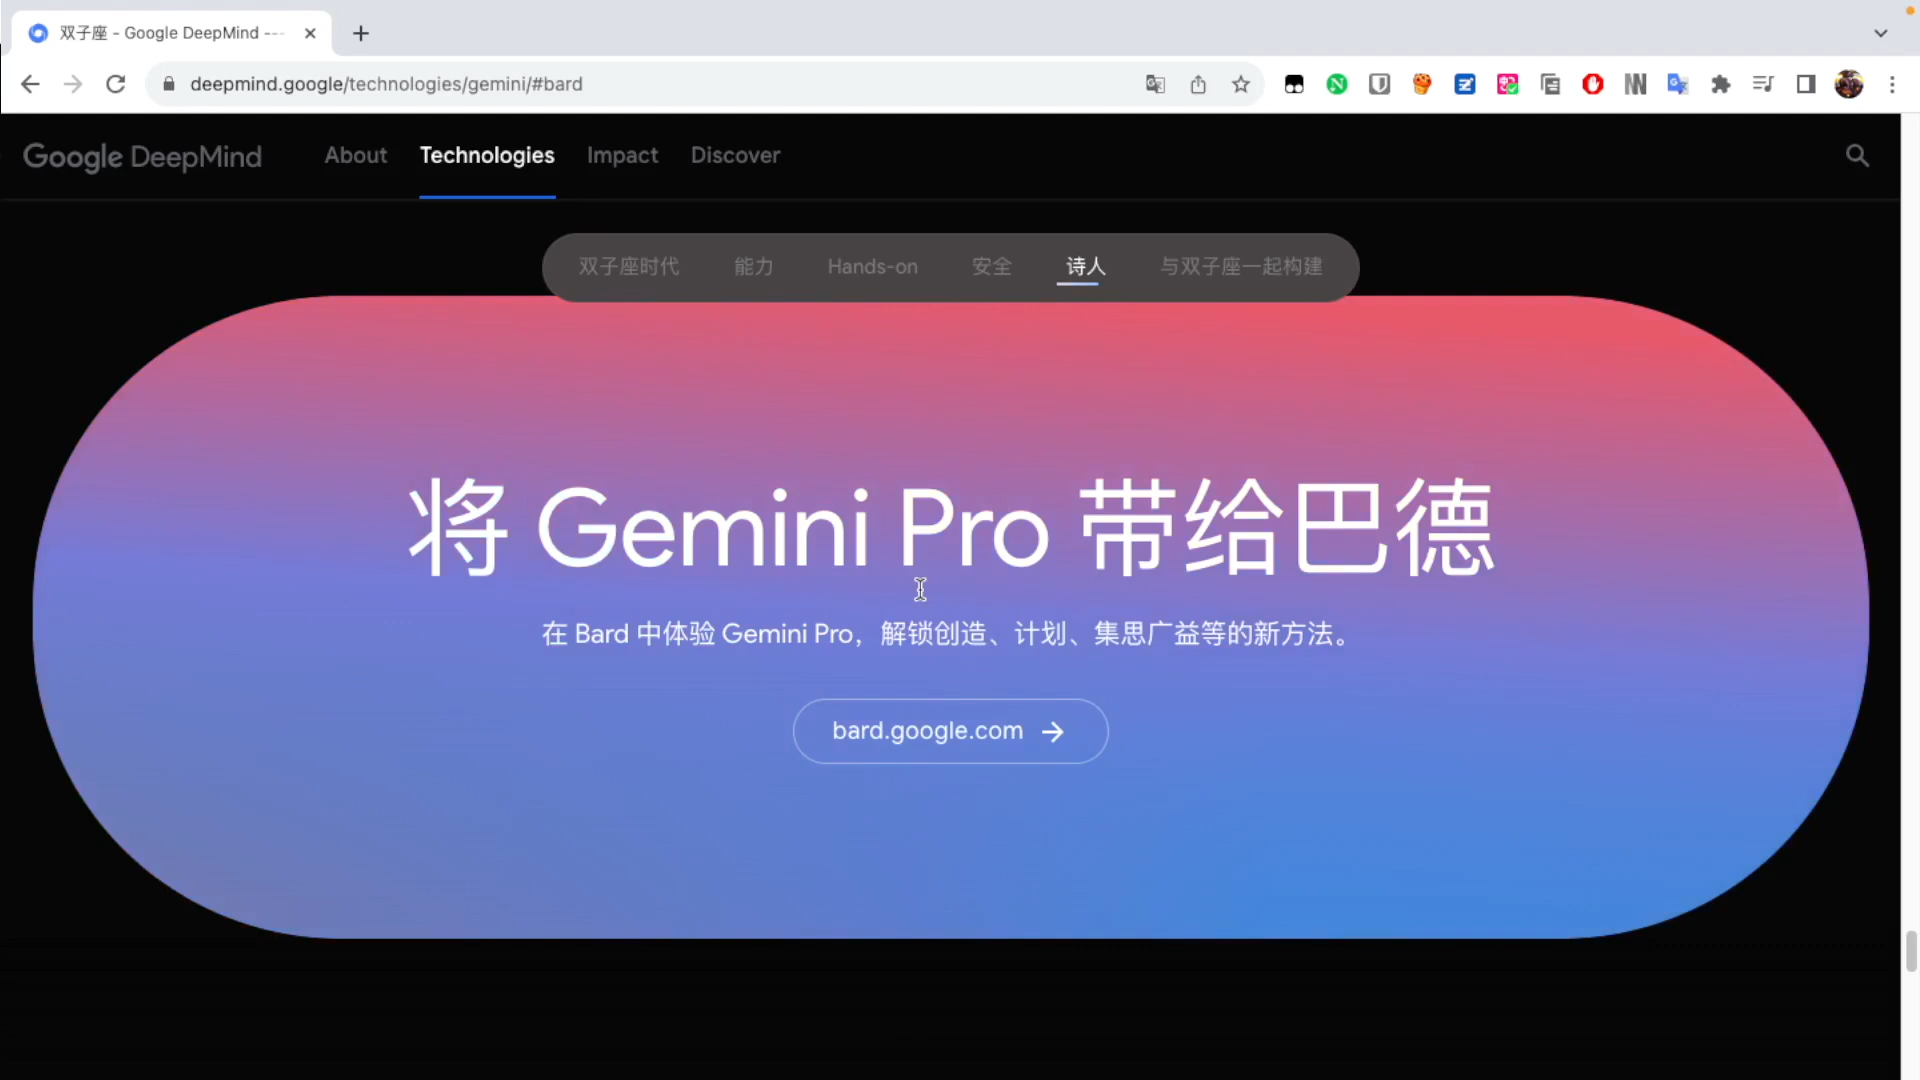 双子座 - Google DeepMind ---
deepmind.google/technologies/gemini/#bard
Google DeepMind
About
Technologies
Impact
Discover
双子座时代
能力
Hands-on
安全
诗人
与双子座一起构建
将 Gemini Pro 带给巴德
在 Bard 中体验 Gemini Pro，解锁创造、计划、集思广益等的新方法。
bard.google.com